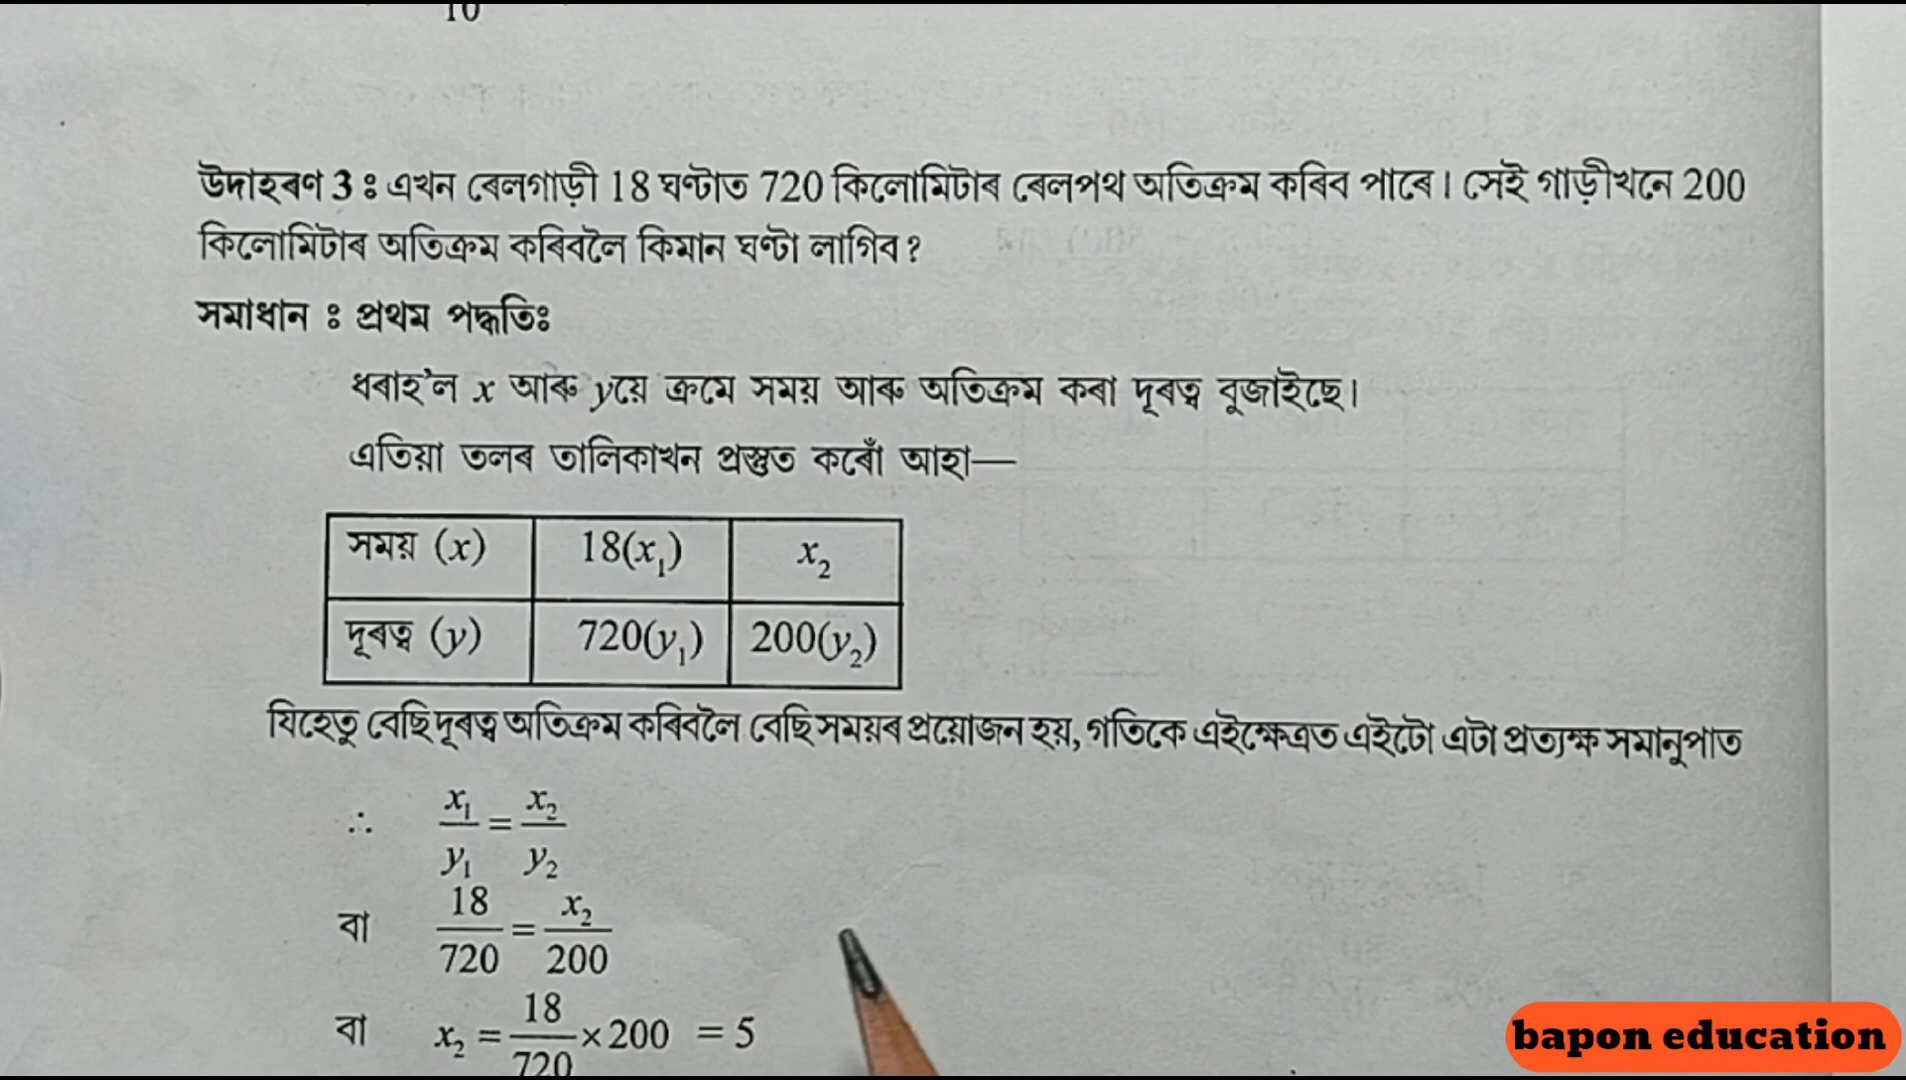 10
উদাহৰণ 3 ঃ এখন ৰেলগাড়ী 18 ঘণ্টাত 720 কিলোমিটাৰ ৰেলপথ অতিক্ৰম কৰিব পাৰে। সেই গাড়ীখনে 200
কিলোমিটাৰ অতিক্ৰম কৰিবলৈ কিমান ঘণ্টা লাগিব ?
সমাধান ঃ প্ৰথম পদ্ধতিঃ
ধৰাহ’ল x আৰু yয়ে ক্ৰমে সময় আৰু অতিক্ৰম কৰা দূৰত্ব বুজাইছে।
এতিয়া তলৰ তালিকাখন প্ৰস্তুত কৰোঁ আহা—
সময় (x) 18(x₁) x₂
দূৰত্ব (y) 720(y₁) 200(y₂)
যিহেতু বেছি দূৰত্ব অতিক্ৰম কৰিবলৈ বেছি সময়ৰ প্ৰয়োজন হয়, গতিকে এইক্ষেত্ৰত এইটো এটা প্ৰত্যক্ষ সমানুপাত
∴ x₁/y₁ = x₂/y₂
বা 18/720 = x₂/200
বা x₂ = 18/720 × 200 = 5
bapon education